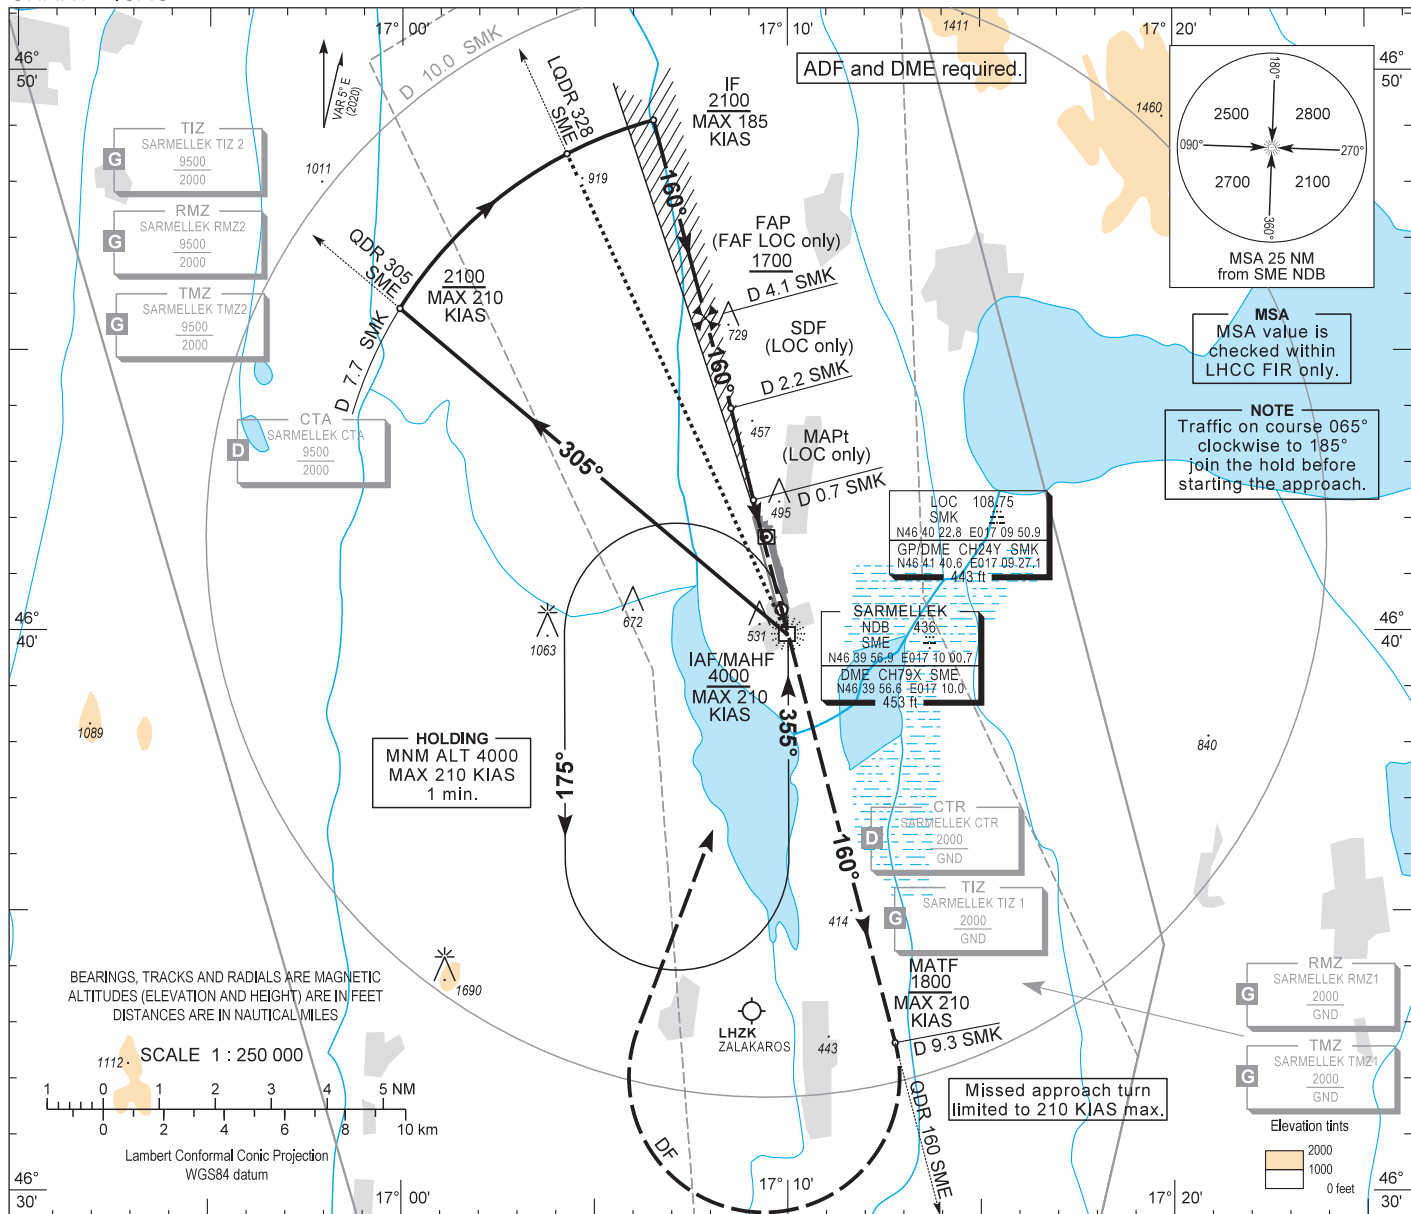 17° 00'
17° 10'
17° 20'
46°
50'
46°
50'
VAR 5° E
(2020)
D 10.0 SMK
LQDR 328
SME
IF
2100
MAX 185
KIAS
ADF and DME required.
1411
1460
180°
2500
2800
090°
270°
2700
2100
360°
MSA 25 NM
from SME NDB
TIZ
SARMELLEK TIZ 2
G
9500
2000
1011
919
RMZ
SARMELLEK RMZ2
G
9500
2000
TMZ
SARMELLEK TMZ2
G
9500
2000
QDR 305
SME
2100
MAX 210
KIAS
160°
FAP
(FAF LOC only)
1700
D 4.1 SMK
729
SDF
(LOC only)
160°
D 2.2 SMK
457
MAPt
(LOC only)
D 0.7 SMK
495
MSA
MSA value is
checked within
LHCC FIR only.
NOTE
Traffic on course 065°
clockwise to 185°
join the hold before
starting the approach.
D 7.7 SMK
CTA
SARMELLEK CTA
D
9500
2000
305°
LOC 108.75
SMK
N46 40 22.8 E017 09 50.9
GP/DME CH24Y SMK
N46 41 40.6 E017 09 27.1
443 ft
SARMELLEK
NDB 436
SME
N46 39 56.9 E017 10 00.7
DME CH79X SME
N46 39 56.6 E017 10.0
453 ft
46°
40'
46°
40'
1063
672
531
IAF/MAHF
4000
MAX 210
KIAS
1089
HOLDING
MNM ALT 4000
MAX 210 KIAS
1 min.
175°
355°
840
CTR
SARMELLEK CTR
D
2000
GND
160°
TIZ
SARMELLEK TIZ 1
G
2000
GND
414
MATF
1800
MAX 210
KIAS
D 9.3 SMK
RMZ
SARMELLEK RMZ1
G
2000
GND
TMZ
SARMELLEK TMZ1
G
2000
GND
1690
BEARINGS, TRACKS AND RADIALS ARE MAGNETIC
ALTITUDES (ELEVATION AND HEIGHT) ARE IN FEET
DISTANCES ARE IN NAUTICAL MILES
LHZK
ZALAKAROS
443
1112
SCALE 1 : 250 000
1 0 1 2 3 4 5 NM
0 2 4 6 8 10 km
Lambert Conformal Conic Projection
WGS84 datum
DF
QDR 160 SME
Missed approach turn
limited to 210 KIAS max.
Elevation tints
2000
1000
0 feet
46°
30'
46°
30'
17° 00'
17° 10'
17° 20'